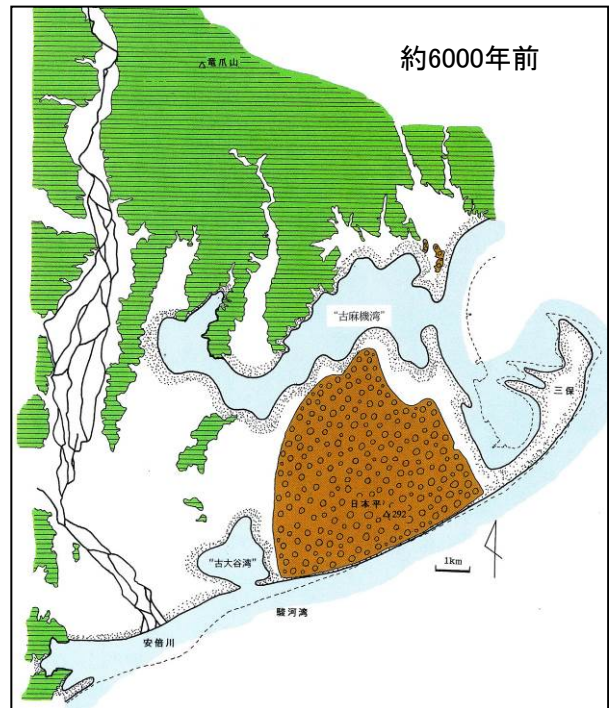 約6000年前
△竜爪山
“古麻機湾”
三保
日本平
△292
1km
“古大谷湾”
駿河湾
安倍川